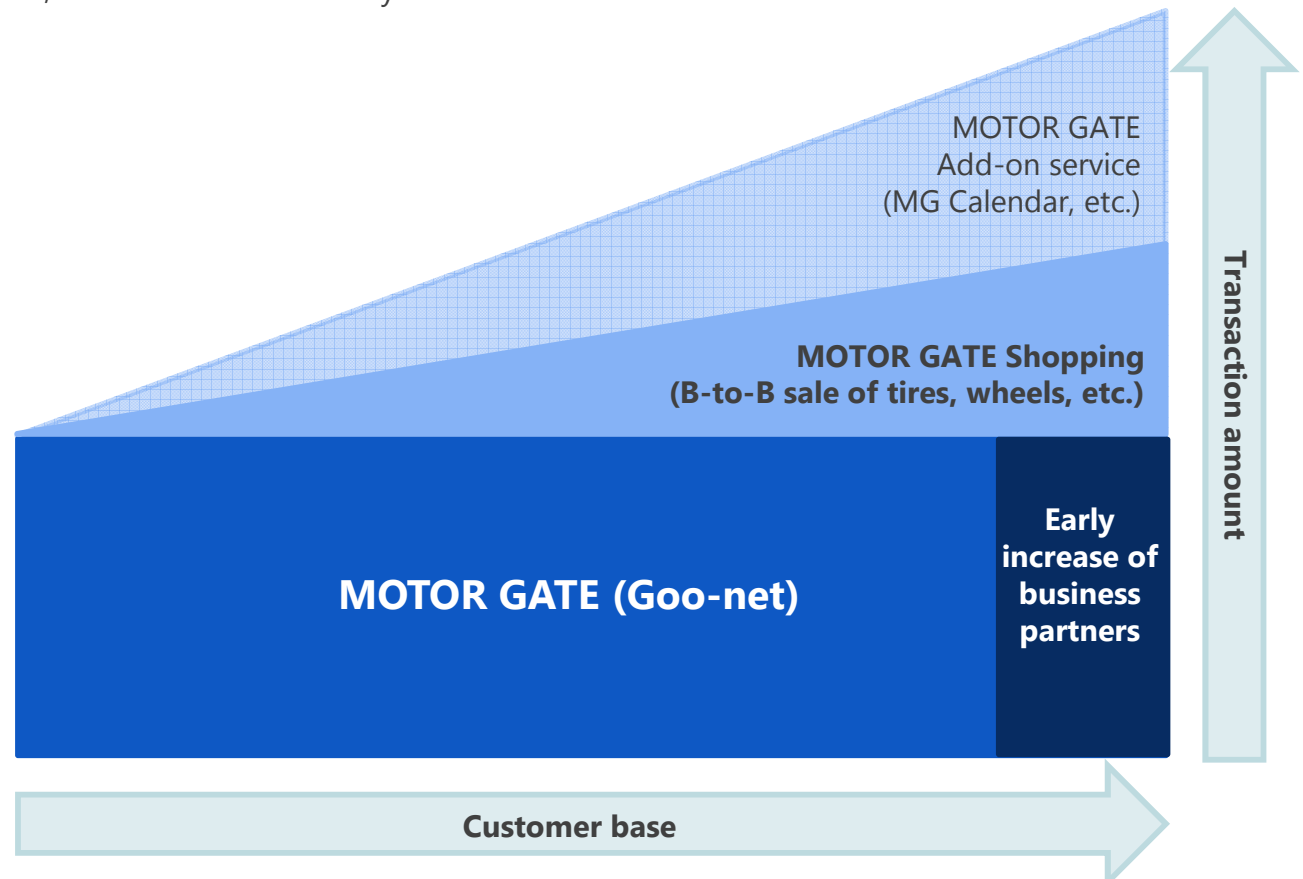 MOTOR GATE
Add-on service
(MG Calendar, etc.)
MOTOR GATE Shopping
(B-to-B sale of tires, wheels, etc.)
Transaction amount
MOTOR GATE (Goo-net)
Early
increase of
business
partners
Customer base